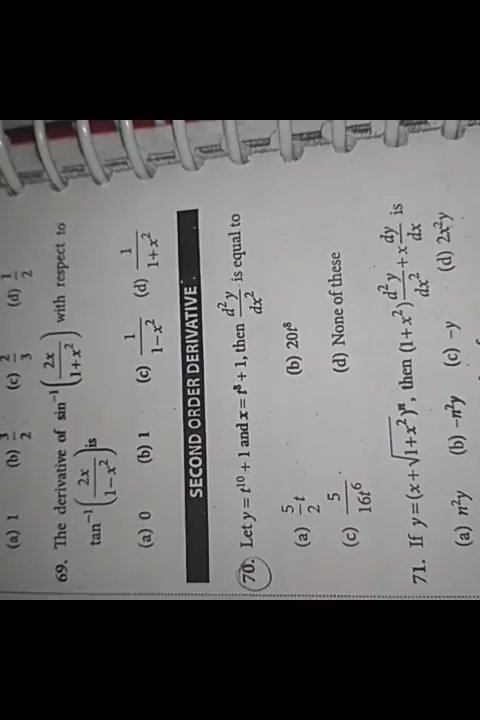 (a) 1 (b) 3/2 (c) 2/3 (d) 1/2
69. The derivative of sin⁻¹(2x/(1+x²)) with respect to
tan⁻¹(2x/(1−x²)) is
(a) 0 (b) 1 (c) 1/(1−x²) (d) 1/(1+x²)
SECOND ORDER DERIVATIVE
70. Let y = t¹⁰ + 1 and x = t⁸ + 1, then d²y/dx² is equal to
(a) 5/2 t (b) 20t⁸
(c) 5/(16t⁶) (d) None of these
71. If y = (x+√(1+x²))ⁿ, then (1+x²) d²y/dx² + x dy/dx is
(a) n²y (b) −n²y (c) −y (d) 2x²y